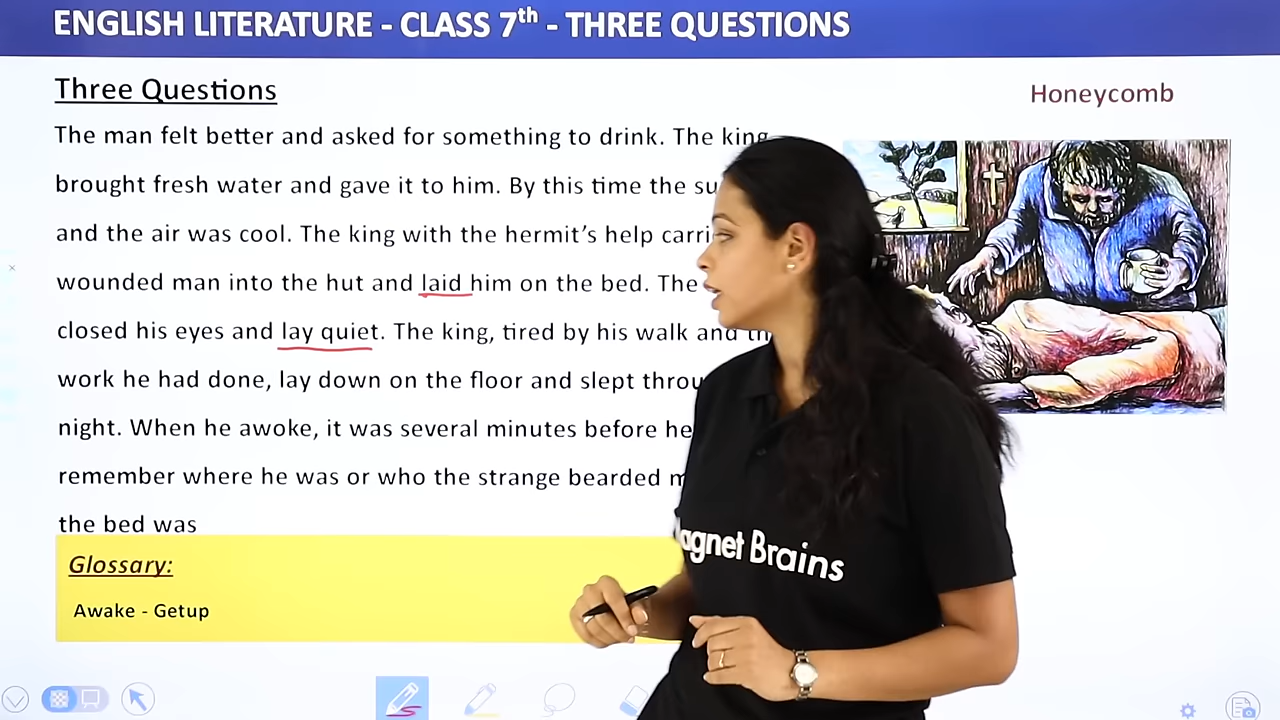 ENGLISH LITERATURE - CLASS 7th - THREE QUESTIONS
Three Questions
Honeycomb
The man felt better and asked for something to drink. The king
brought fresh water and gave it to him. By this time the
and the air was cool. The king with the hermit's help
wounded man into the hut and laid him on the bed. The
closed his eyes and lay quiet. The king, tired by his walk and
work he had done, lay down on the floor and slept
night. When he awoke, it was several minutes before he
remember where he was or who the strange bearded
the bed was
Glossary:
Awake - Getup
Brains